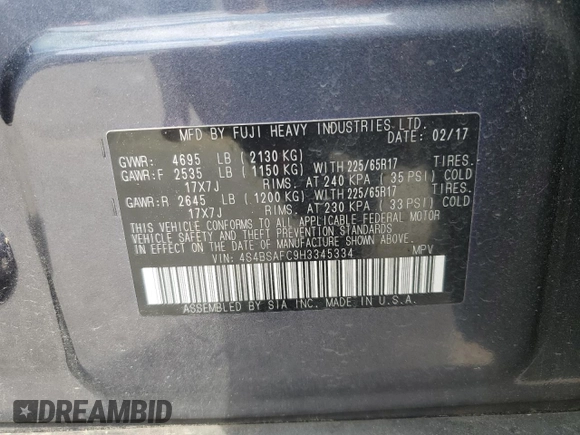 MFD BY FUJI HEAVY INDUSTRIES LTD.
DATE: 02/17
GVWR: 4695 LB (2130 KG)
GAWR:F 2535 LB (1150 KG) WITH 225/65R17 TIRES.
17X7J RIMS. AT 240 KPA (35 PSI) COLD
GAWR:R 2645 LB (1200 KG) WITH 225/65R17 TIRES.
17X7J RIMS. AT 230 KPA (33 PSI) COLD
THIS VEHICLE CONFORMS TO ALL APPLICABLE FEDERAL MOTOR
VEHICLE SAFETY AND THEFT PREVENTION STANDARDS
IN EFFECT ON THE DATE OF MANUFACTURE SHOWN ABOVE.
VIN: 4S4BSAFC9H3345334 MPV
ASSEMBLED BY SIA INC. MADE IN U.S.A.
DREAMBID